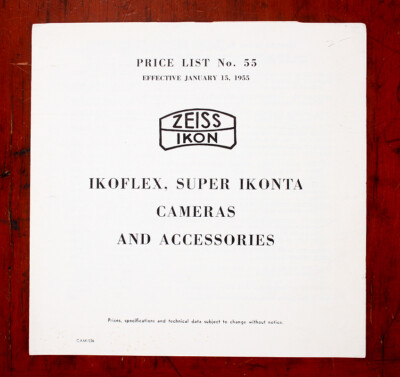 PRICE LIST No. 55
EFFECTIVE JANUARY 15, 1955
ZEISS
IKON
IKOFLEX, SUPER IKONTA
CAMERAS
AND ACCESSORIES
Prices, specifications and technical data subject to change without notice.